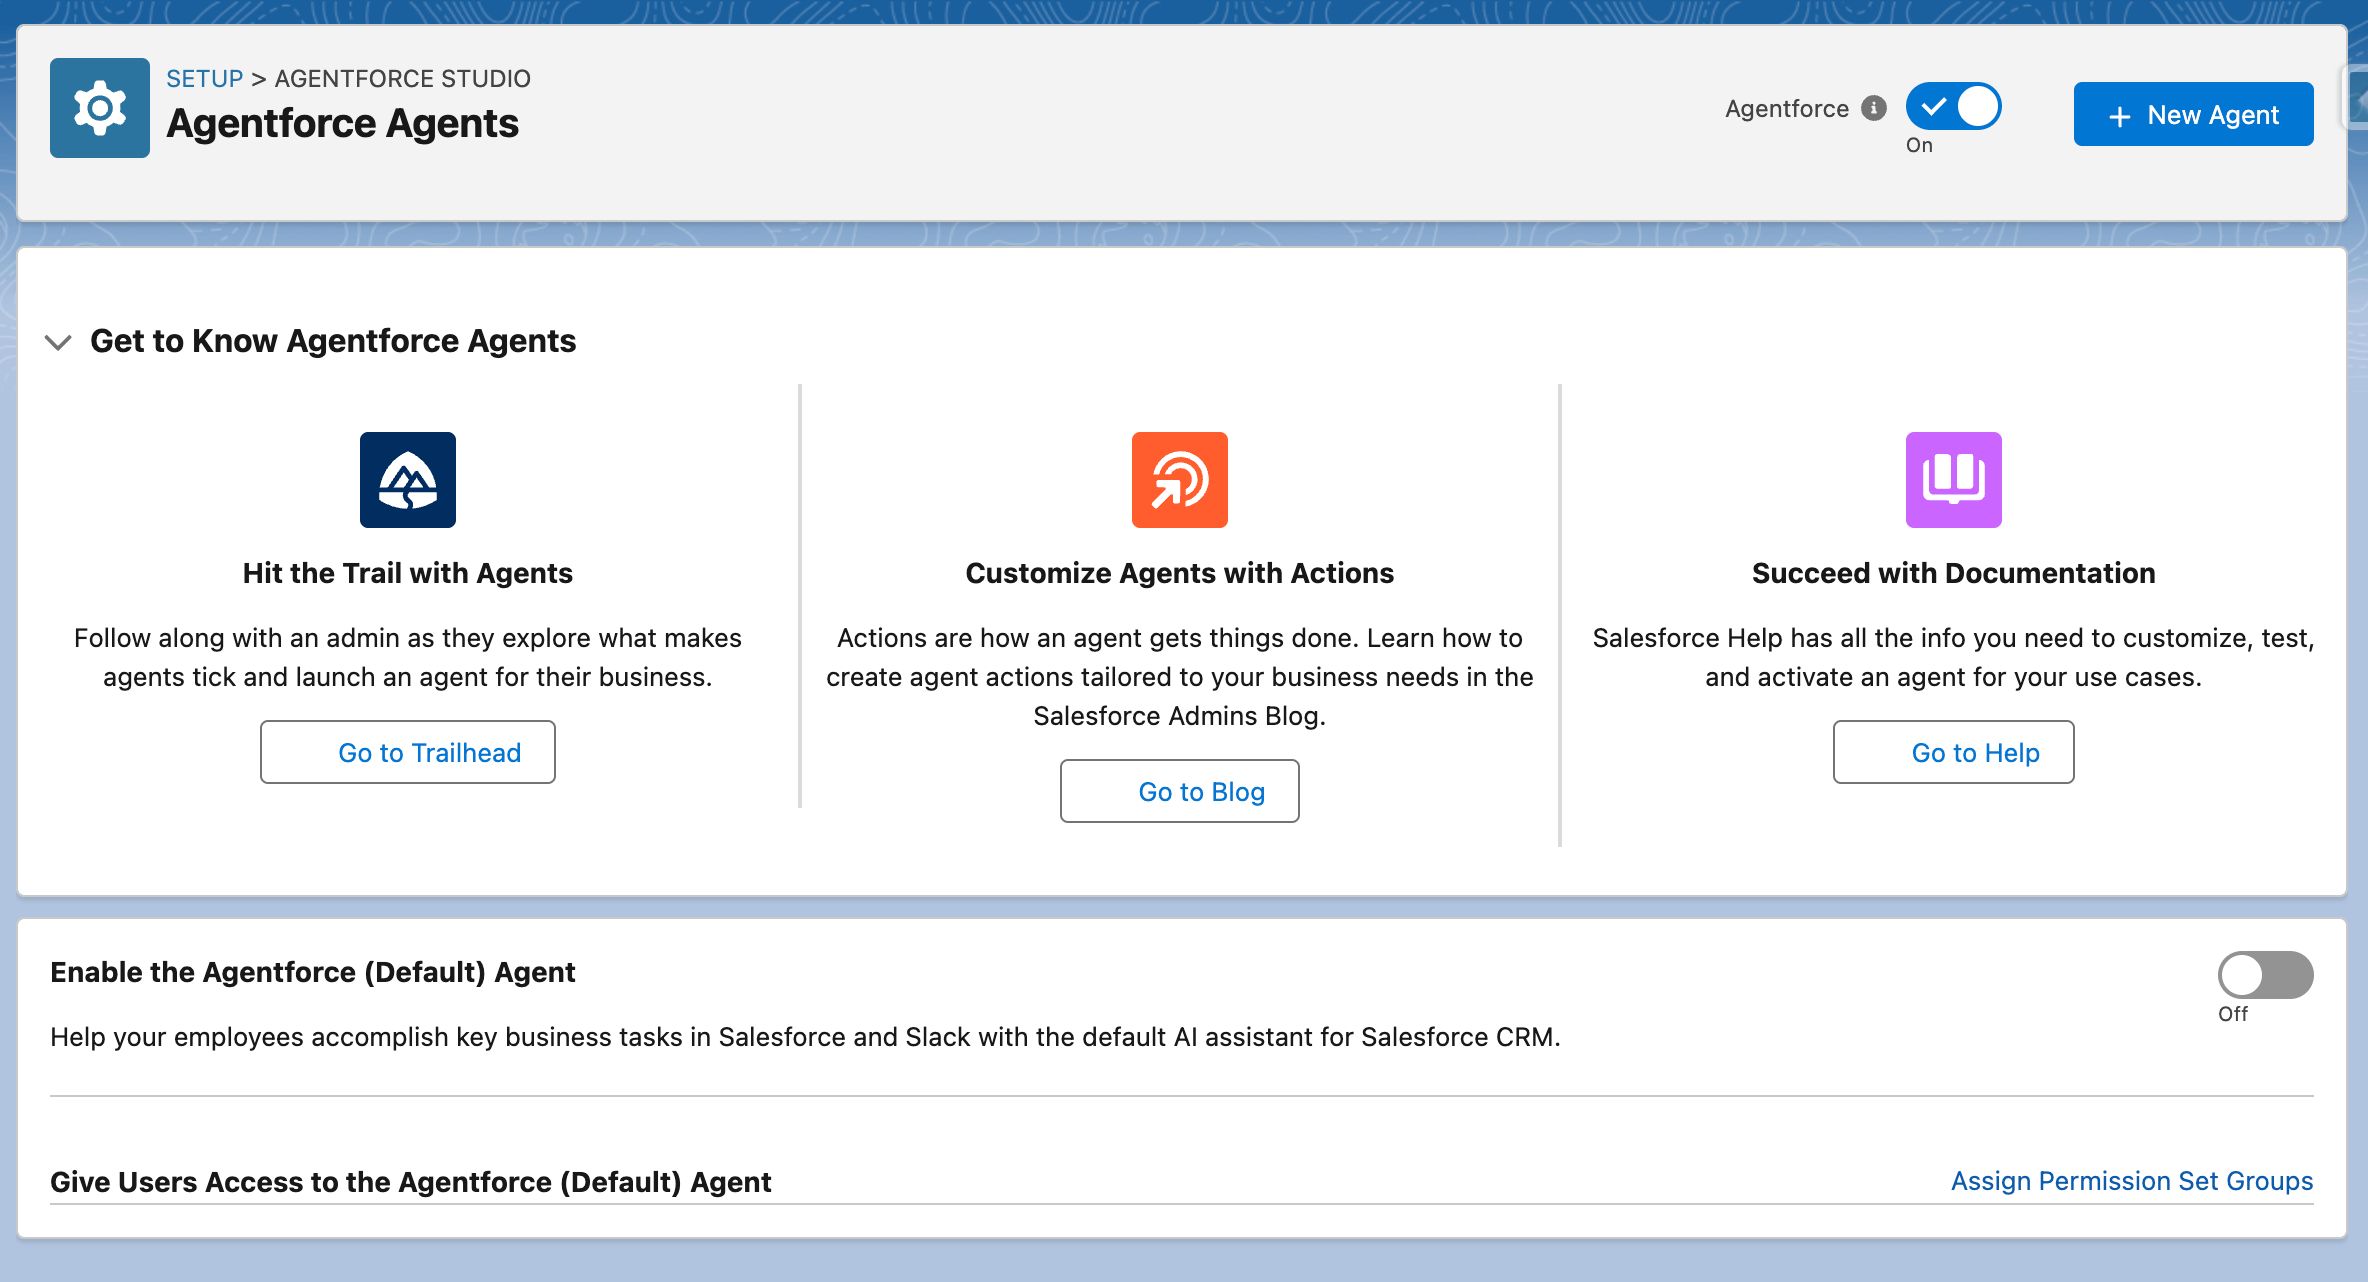 SETUP > AGENTFORCE STUDIO
Agentforce Agents
Agentforce
On
New Agent
Get to Know Agentforce Agents
Hit the Trail with Agents
Follow along with an admin as they explore what makes
agents tick and launch an agent for their business.
Go to Trailhead
Customize Agents with Actions
Actions are how an agent gets things done. Learn how to
create agent actions tailored to your business needs in the
Salesforce Admins Blog.
Go to Blog
Succeed with Documentation
Salesforce Help has all the info you need to customize, test,
and activate an agent for your use cases.
Go to Help
Enable the Agentforce (Default) Agent
Off
Help your employees accomplish key business tasks in Salesforce and Slack with the default AI assistant for Salesforce CRM.
Give Users Access to the Agentforce (Default) Agent
Assign Permission Set Groups